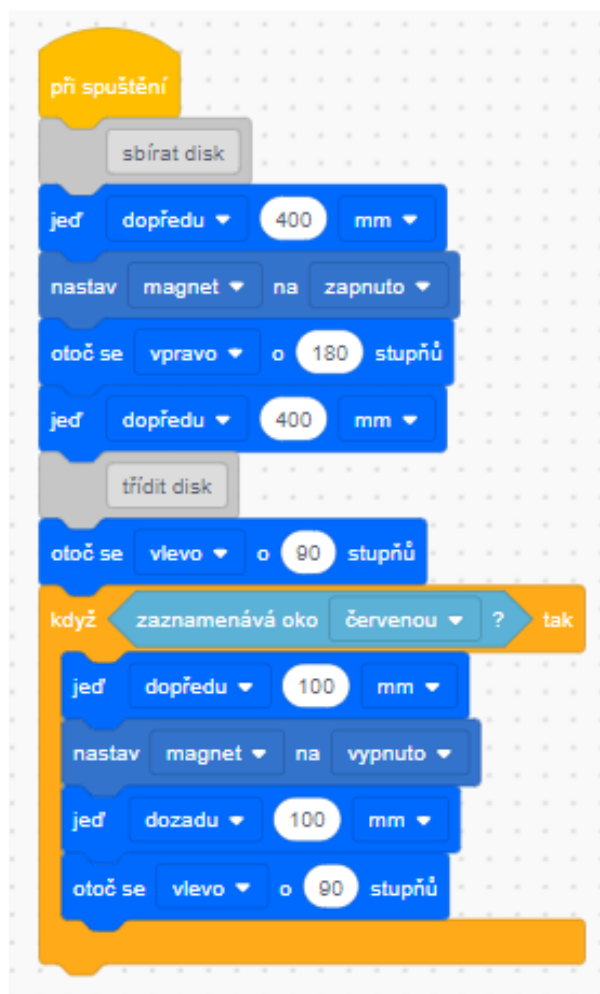 při spuštění
sbírat disk
jeď dopředu 400 mm
nastav magnet na zapnuto
otoč se vpravo o 180 stupňů
jeď dopředu 400 mm
třídit disk
otoč se vlevo o 90 stupňů
když zaznamenává oko červenou ? tak
jeď dopředu 100 mm
nastav magnet na vypnuto
jeď dozadu 100 mm
otoč se vlevo o 90 stupňů